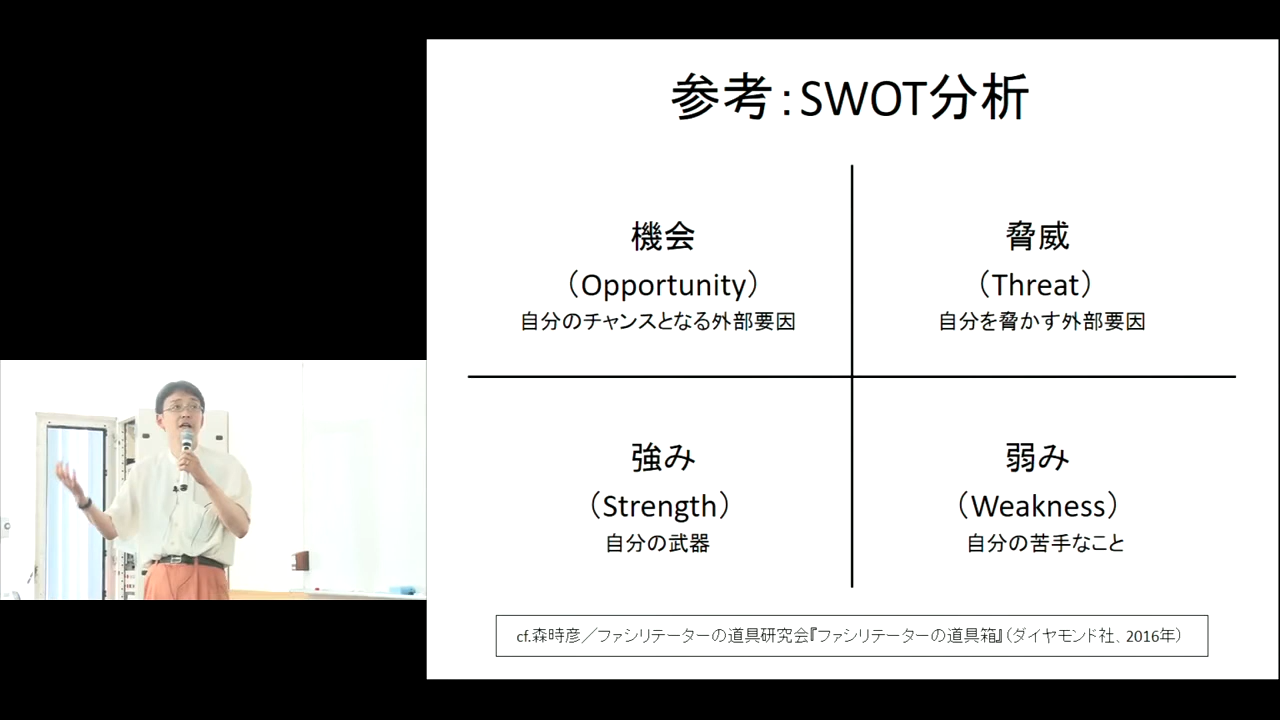 参考：SWOT分析
機会
（Opportunity）
自分のチャンスとなる外部要因
脅威
（Threat）
自分を脅かす外部要因
強み
（Strength）
自分の武器
弱み
（Weakness）
自分の苦手なこと
cf.森時彦／ファシリテーターの道具研究会『ファシリテーターの道具箱』（ダイヤモンド社、2016年）